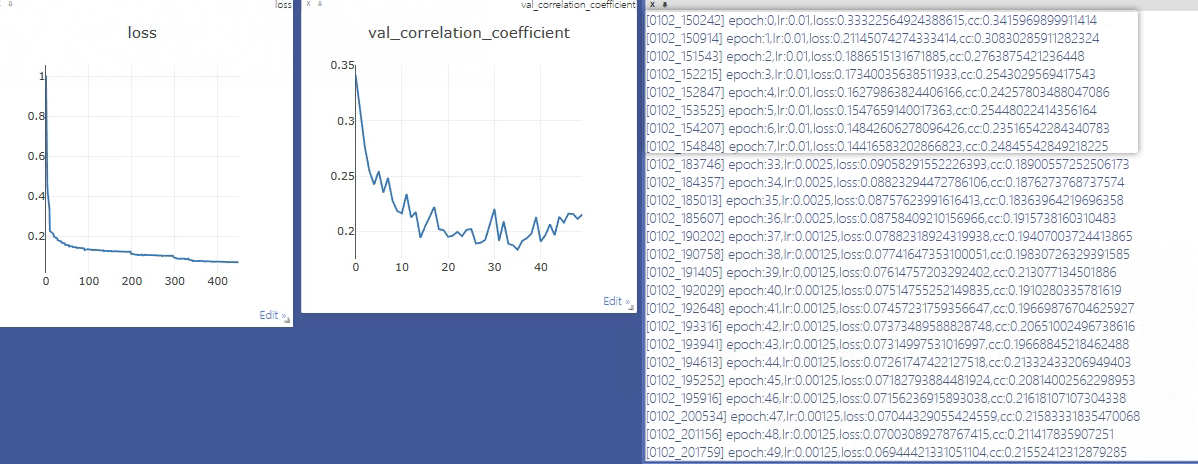 loss
loss
1
0.8
0.6
0.4
0.2
0
100
200
300
400
Edit »
val_correlation_coefficient
val_correlation_coefficient
0.35
0.3
0.25
0.2
0
10
20
30
40
Edit »
X
[0102_150242] epoch:0,lr:0.01,loss:0.33322564924388615,cc:0.3415969899911414
[0102_150914] epoch:1,lr:0.01,loss:0.21145074274333414,cc:0.30830285911282324
[0102_151543] epoch:2,lr:0.01,loss:0.1886515131671885,cc:0.2763875421236448
[0102_152215] epoch:3,lr:0.01,loss:0.17340035638511933,cc:0.2543029569417543
[0102_152847] epoch:4,lr:0.01,loss:0.16279863824406166,cc:0.24257803488047086
[0102_153525] epoch:5,lr:0.01,loss:0.1547659140017363,cc:0.25448022414356164
[0102_154207] epoch:6,lr:0.01,loss:0.14842606278096426,cc:0.23516542284340783
[0102_154848] epoch:7,lr:0.01,loss:0.14416583202866823,cc:0.24845542849218225
[0102_183746] epoch:33,lr:0.0025,loss:0.09058291552226393,cc:0.18900557252506173
[0102_184357] epoch:34,lr:0.0025,loss:0.08823294472786106,cc:0.1876273768737574
[0102_185013] epoch:35,lr:0.0025,loss:0.08757623991616413,cc:0.18363964219696358
[0102_185607] epoch:36,lr:0.0025,loss:0.08758409210156966,cc:0.1915738160310483
[0102_190202] epoch:37,lr:0.00125,loss:0.07882318924319938,cc:0.19407003724413865
[0102_190758] epoch:38,lr:0.00125,loss:0.07741647353100051,cc:0.19830726329391585
[0102_191405] epoch:39,lr:0.00125,loss:0.07614757203292402,cc:0.213077134501886
[0102_192029] epoch:40,lr:0.00125,loss:0.07514755252149835,cc:0.1910280335781619
[0102_192648] epoch:41,lr:0.00125,loss:0.07457231759356647,cc:0.19669876704625927
[0102_193316] epoch:42,lr:0.00125,loss:0.07373489588828748,cc:0.20651002496738616
[0102_193941] epoch:43,lr:0.00125,loss:0.07314997531016997,cc:0.19668845218462488
[0102_194613] epoch:44,lr:0.00125,loss:0.07261747422127518,cc:0.21332433206949403
[0102_195252] epoch:45,lr:0.00125,loss:0.07182793884481924,cc:0.20814002562298953
[0102_195916] epoch:46,lr:0.00125,loss:0.07156236915893038,cc:0.21618107107304338
[0102_200534] epoch:47,lr:0.00125,loss:0.07044329055424559,cc:0.21583331835470068
[0102_201156] epoch:48,lr:0.00125,loss:0.07003089278767415,cc:0.211417835907251
[0102_201759] epoch:49,lr:0.00125,loss:0.06944421331051104,cc:0.21552412312879285